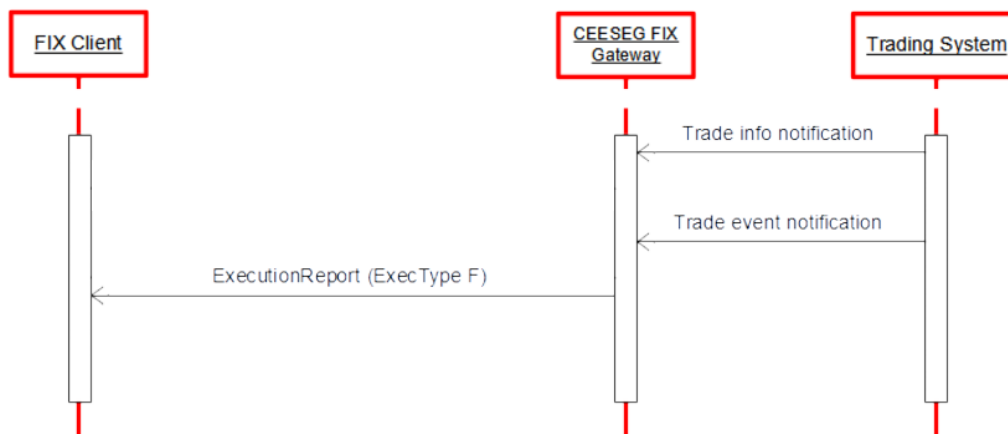 FIX Client
CEESEG FIX
Gateway
Trading System
Trade info notification
Trade event notification
ExecutionReport (ExecType F)